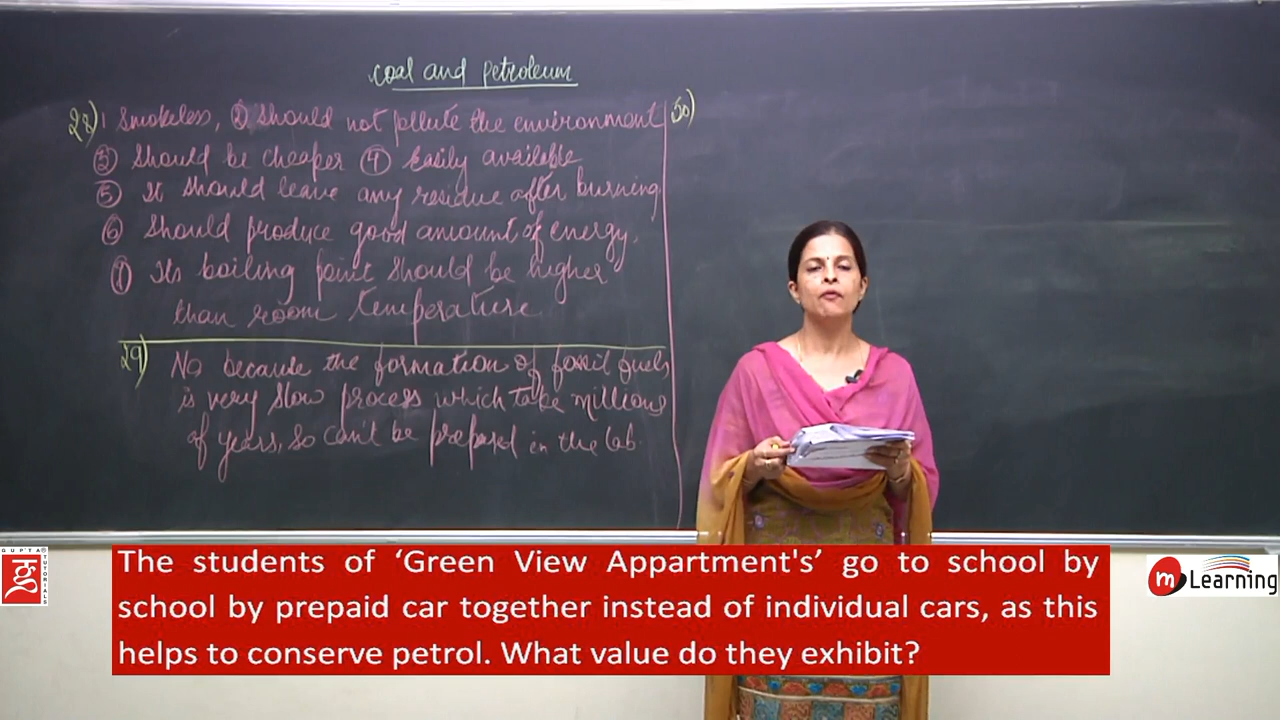 coal and petroleum
28) 1 Smokeless, ② Should not pollute the environment
③ Should be cheaper ④ Easily available
⑤ It should leave any residue after burning
⑥ Should produce good amount of energy,
⑦ Its boiling point should be higher
than room temperature
29) No because the formation of fossil fuels
is very slow process which take millions
of years, so can't be prepared in the lab.
30)
The students of ‘Green View Appartment's’ go to school by
school by prepaid car together instead of individual cars, as this
helps to conserve petrol. What value do they exhibit?
GUPTA
TUTORIALS
m Learning